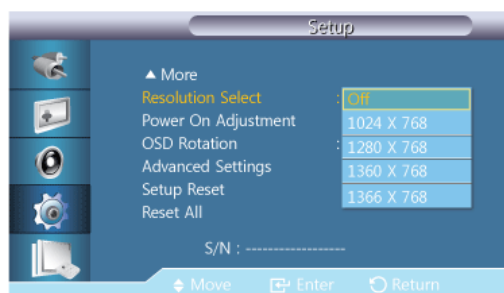 Setup
▲ More
Resolution Select : Off
Power On Adjustment 1024 X 768
OSD Rotation : 1280 X 768
Advanced Settings 1360 X 768
Setup Reset 1366 X 768
Reset All
S/N : ------------------
Move Enter Return